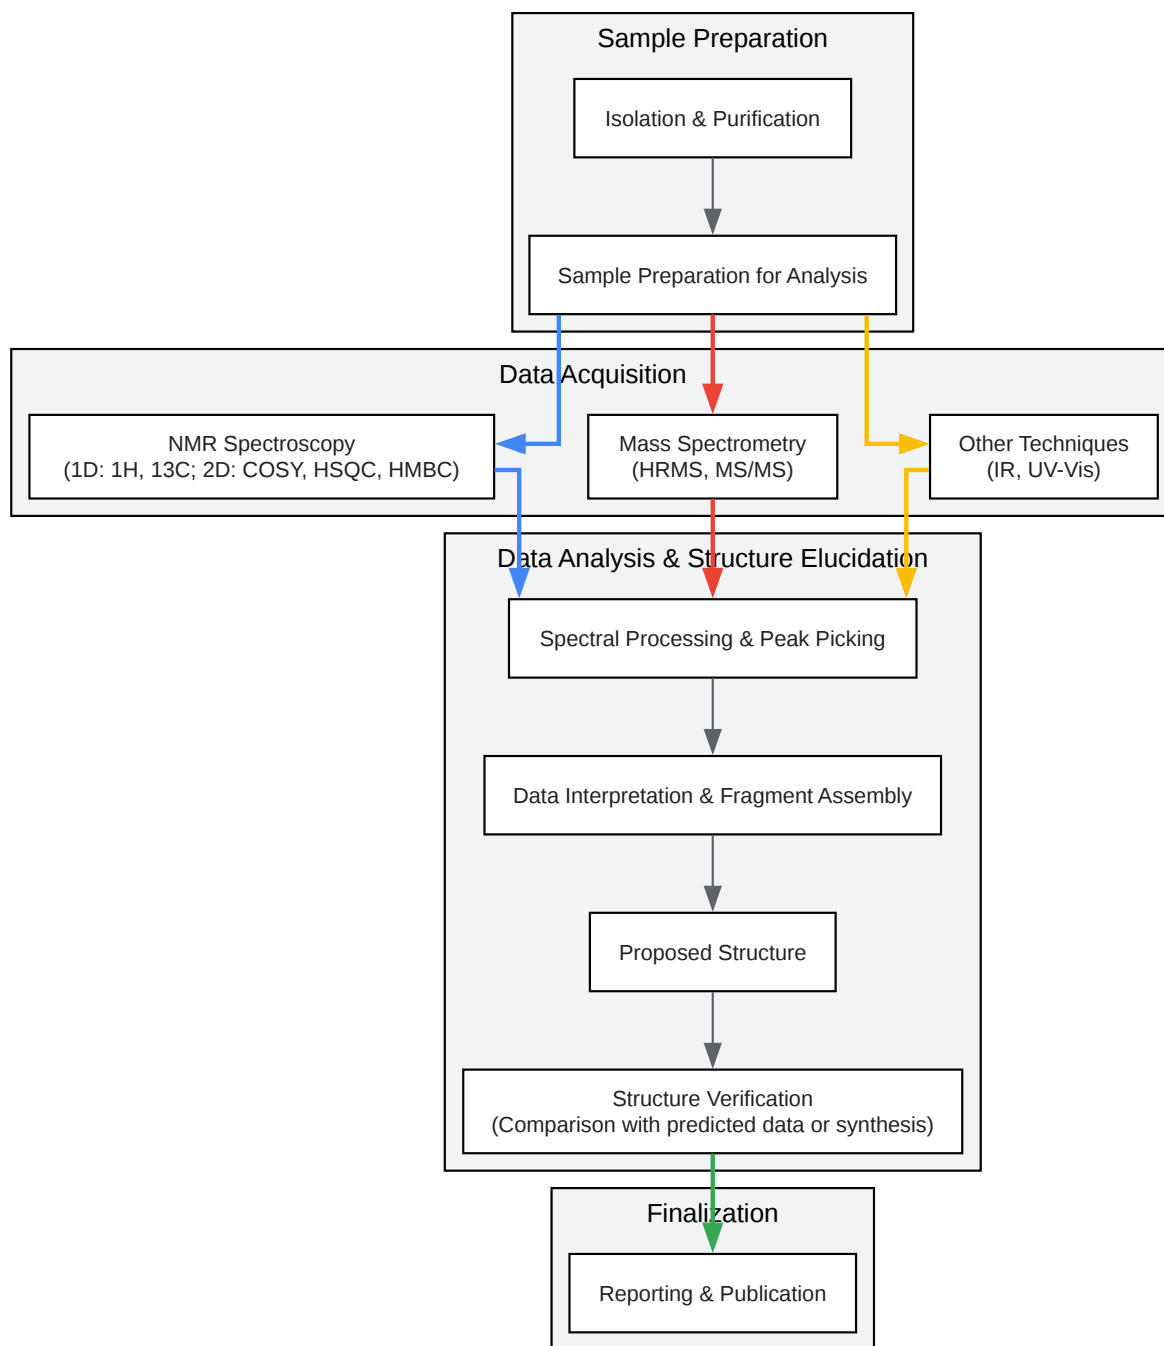 Sample Preparation
Isolation & Purification
Sample Preparation for Analysis
Data Acquisition
NMR Spectroscopy
(1D: 1H, 13C; 2D: COSY, HSQC, HMBC)
Mass Spectrometry
(HRMS, MS/MS)
Other Techniques
(IR, UV-Vis)
Data Analysis & Structure Elucidation
Spectral Processing & Peak Picking
Data Interpretation & Fragment Assembly
Proposed Structure
Structure Verification
(Comparison with predicted data or synthesis)
Finalization
Reporting & Publication